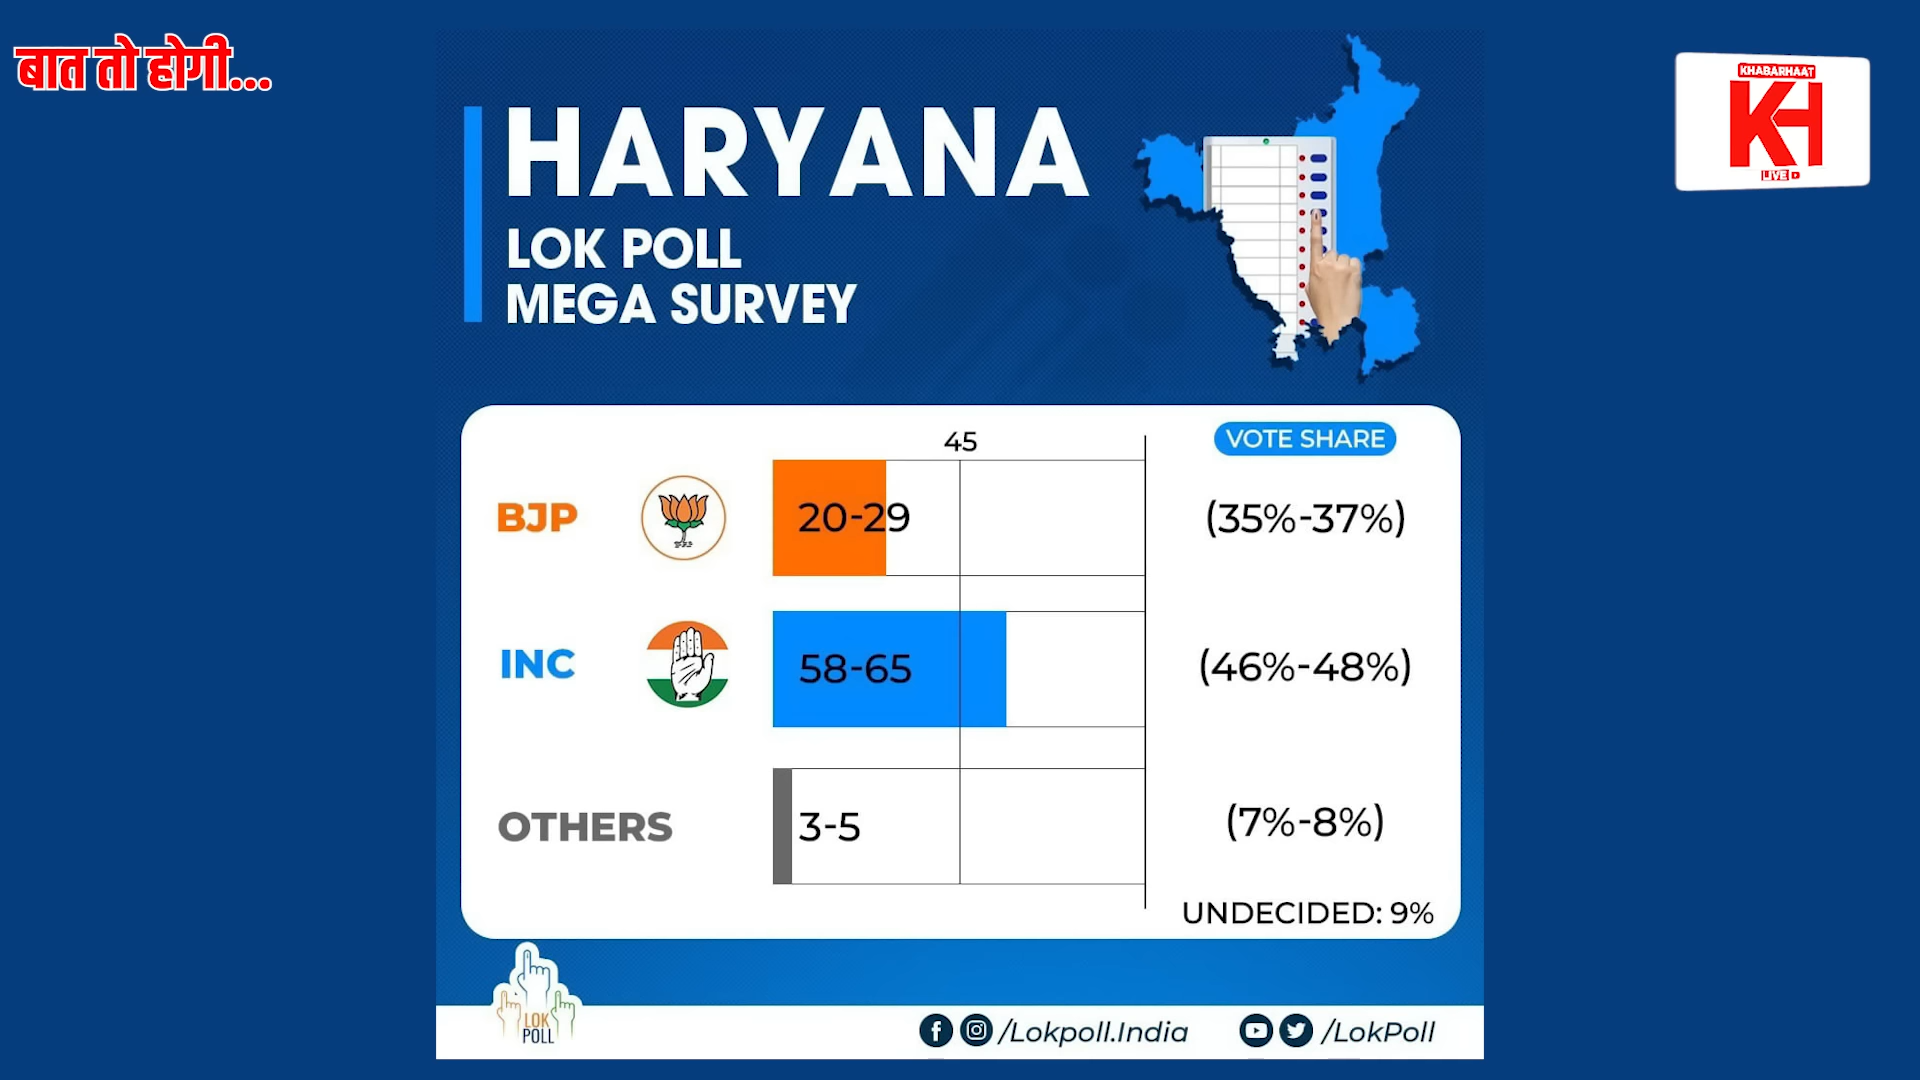 बात तो होगी...
KHABARHAAT
KH
LIVE
HARYANA
LOK POLL
MEGA SURVEY
45
VOTE SHARE
BJP
20-29
(35%-37%)
INC
58-65
(46%-48%)
OTHERS
3-5
(7%-8%)
UNDECIDED: 9%
LOK
POLL
/Lokpoll.India
/LokPoll